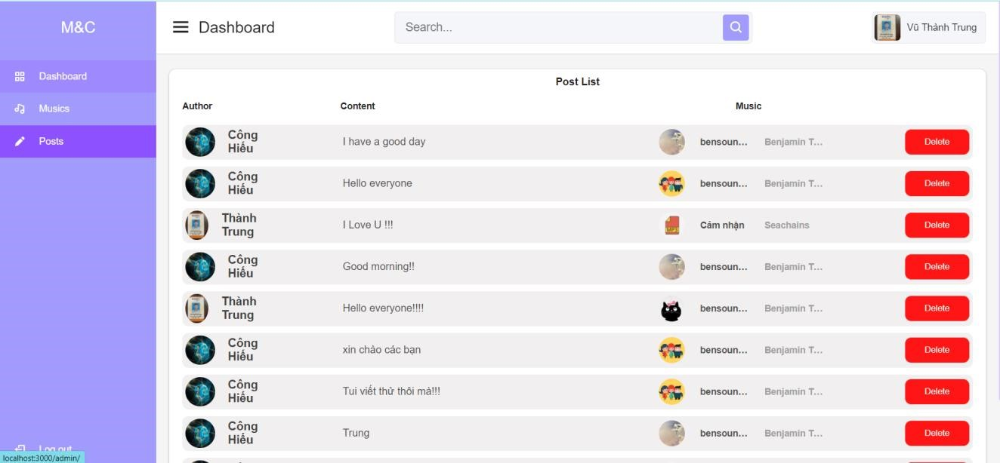 M&C
Dashboard
Search...
Vũ Thành Trung
Dashboard
Musics
Posts
Log out
localhost:3000/admin/
Post List
Author Content Music
Công Hiếu
I have a good day
bensoun... Benjamin T...
Delete
Công Hiếu
Hello everyone
bensoun... Benjamin T...
Delete
Thành Trung
I Love U !!!
Cảm nhận Seachains
Delete
Công Hiếu
Good morning!!
bensoun... Benjamin T...
Delete
Thành Trung
Hello everyone!!!!
bensoun... Benjamin T...
Delete
Công Hiếu
xin chào các bạn
bensoun... Benjamin T...
Delete
Công Hiếu
Tui viết thử thôi mà!!!
bensoun... Benjamin T...
Delete
Công Hiếu
Trung
bensoun... Benjamin T...
Delete